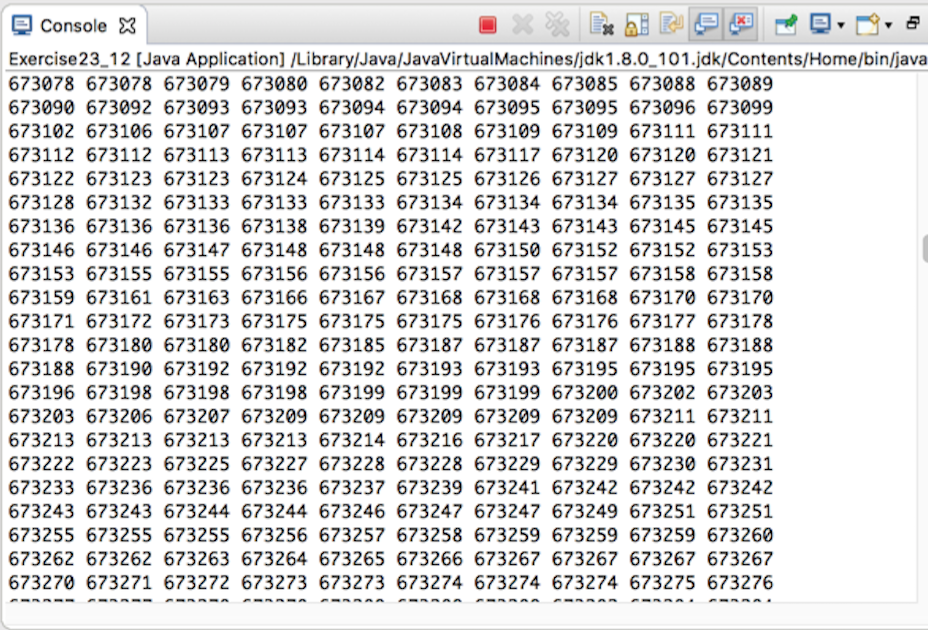 Console
Exercise23_12 [Java Application] /Library/Java/JavaVirtualMachines/jdk1.8.0_101.jdk/Contents/Home/bin/java
673078 673078 673079 673080 673082 673083 673084 673085 673088 673089
673090 673092 673093 673093 673094 673094 673095 673095 673096 673099
673102 673106 673107 673107 673107 673108 673109 673109 673111 673111
673112 673112 673113 673113 673114 673114 673117 673120 673120 673121
673122 673123 673123 673124 673125 673125 673126 673127 673127 673127
673128 673132 673133 673133 673133 673134 673134 673134 673135 673135
673136 673136 673136 673138 673139 673142 673143 673143 673145 673145
673146 673146 673147 673148 673148 673148 673150 673152 673152 673153
673153 673155 673155 673156 673156 673157 673157 673157 673158 673158
673159 673161 673163 673166 673167 673168 673168 673168 673170 673170
673171 673172 673173 673175 673175 673175 673176 673176 673177 673178
673178 673180 673180 673182 673185 673187 673187 673187 673188 673188
673188 673190 673192 673192 673192 673193 673193 673195 673195 673195
673196 673198 673198 673198 673199 673199 673199 673200 673202 673203
673203 673206 673207 673209 673209 673209 673209 673209 673211 673211
673213 673213 673213 673213 673214 673216 673217 673220 673220 673221
673222 673223 673225 673227 673228 673228 673229 673229 673230 673231
673233 673236 673236 673236 673237 673239 673241 673242 673242 673242
673243 673243 673244 673244 673246 673247 673247 673249 673251 673251
673255 673255 673255 673256 673257 673258 673259 673259 673259 673260
673262 673262 673263 673264 673265 673266 673267 673267 673267 673267
673270 673271 673272 673273 673273 673274 673274 673274 673275 673276